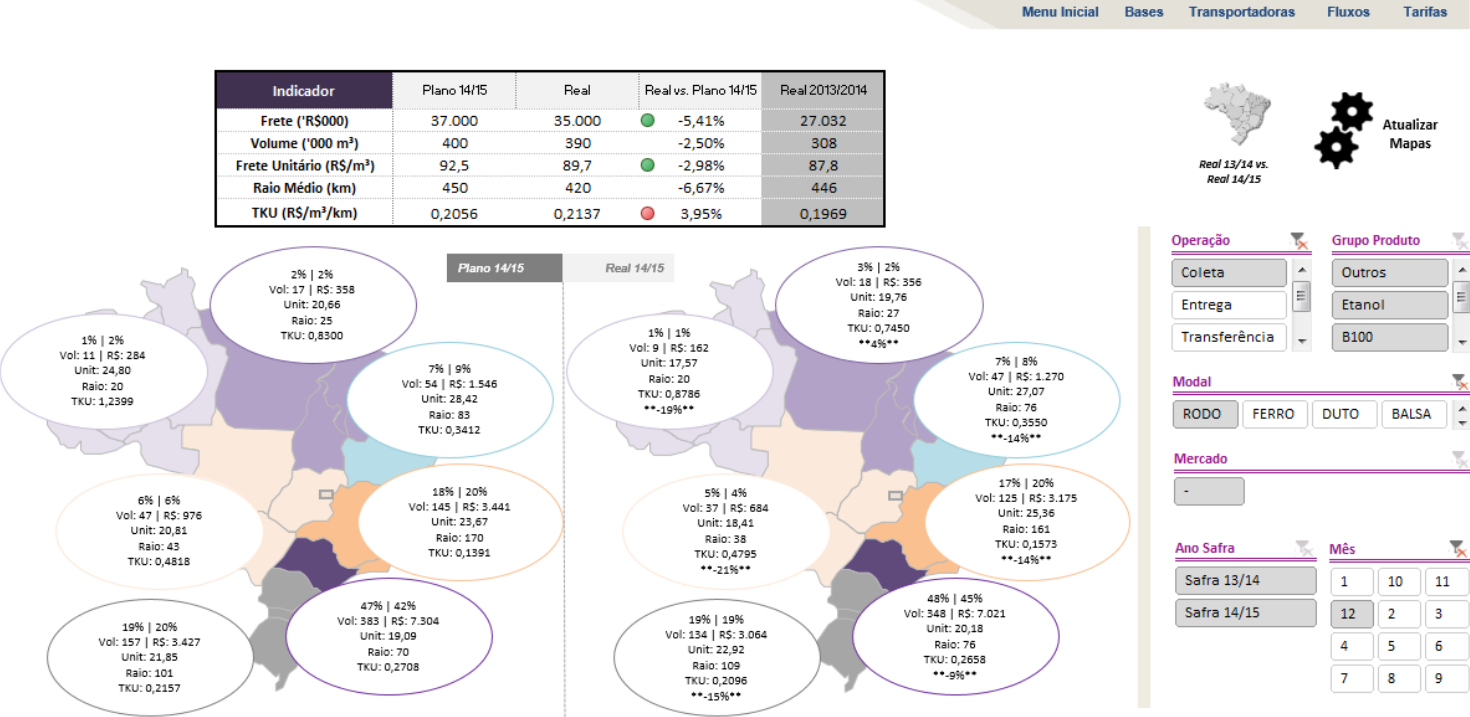 Menu Inicial Bases Transportadoras Fluxos Tarifas
Indicador Plano 14/15 Real Real vs. Plano 14/15 Real 2013/2014
Frete ('R$000) 37.000 35.000 -5,41% 27.032
Volume ('000 m³) 400 390 -2,50% 308
Frete Unitário (R$/m³) 92,5 89,7 -2,98% 87,8
Raio Médio (km) 450 420 -6,67% 446
TKU (R$/m³/km) 0,2056 0,2137 3,95% 0,1969
Real 13/14 vs.
Real 14/15
Atualizar
Mapas
Plano 14/15 Real 14/15
2% | 2%
Vol: 17 | R$: 358
Unit: 20,66
Raio: 25
TKU: 0,8300
1% | 2%
Vol: 11 | R$: 284
Unit: 24,80
Raio: 20
TKU: 1,2399
7% | 9%
Vol: 54 | R$: 1.546
Unit: 28,42
Raio: 83
TKU: 0,3412
18% | 20%
Vol: 145 | R$: 3.441
Unit: 23,67
Raio: 170
TKU: 0,1391
6% | 6%
Vol: 47 | R$: 976
Unit: 20,81
Raio: 43
TKU: 0,4818
47% | 42%
Vol: 383 | R$: 7.304
Unit: 19,09
Raio: 70
TKU: 0,2708
19% | 20%
Vol: 157 | R$: 3.427
Unit: 21,85
Raio: 101
TKU: 0,2157
3% | 2%
Vol: 18 | R$: 356
Unit: 19,76
Raio: 27
TKU: 0,7450
**4%**
1% | 1%
Vol: 9 | R$: 162
Unit: 17,57
Raio: 20
TKU: 0,8786
**-19%**
7% | 8%
Vol: 47 | R$: 1.270
Unit: 27,07
Raio: 76
TKU: 0,3550
**-14%**
17% | 20%
Vol: 125 | R$: 3.175
Unit: 25,36
Raio: 161
TKU: 0,1573
**-14%**
5% | 4%
Vol: 37 | R$: 684
Unit: 18,41
Raio: 38
TKU: 0,4795
**-21%**
48% | 45%
Vol: 348 | R$: 7.021
Unit: 20,18
Raio: 76
TKU: 0,2658
**-9%**
19% | 19%
Vol: 134 | R$: 3.064
Unit: 22,92
Raio: 109
TKU: 0,2096
**-15%**
Operação
Coleta
Entrega
Transferência
Grupo Produto
Outros
Etanol
B100
Modal
RODO FERRO DUTO BALSA
Mercado
-
Ano Safra
Safra 13/14
Safra 14/15
Mês
1 10 11
12 2 3
4 5 6
7 8 9